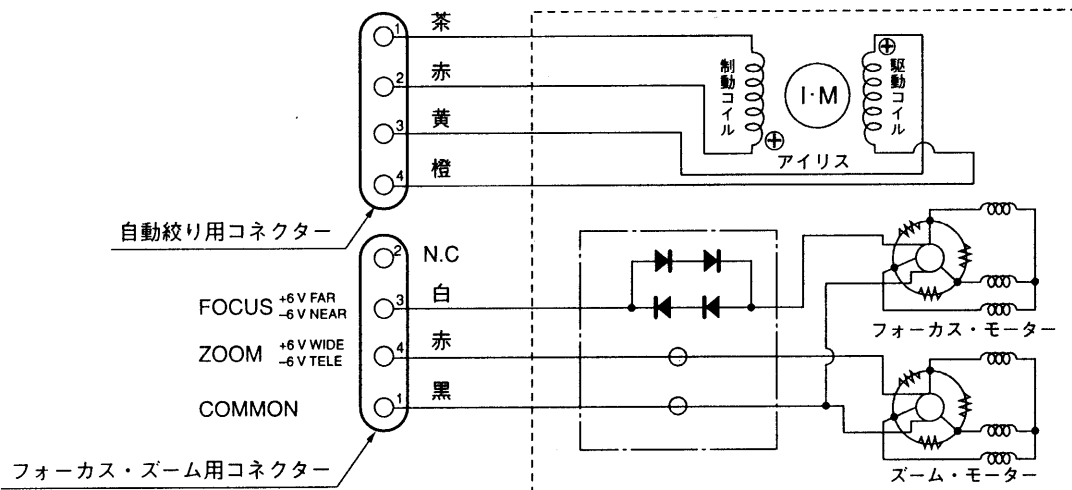 1 茶
2 赤
3 黄
4 橙
制動コイル
I·M
駆動コイル
アイリス
自動絞り用コネクター
2 N.C
FOCUS +6 V FAR
−6 V NEAR
3 白
ZOOM +6 V WIDE
−6 V TELE
4 赤
COMMON
1 黒
フォーカス・モーター
ズーム・モーター
フォーカス・ズーム用コネクター